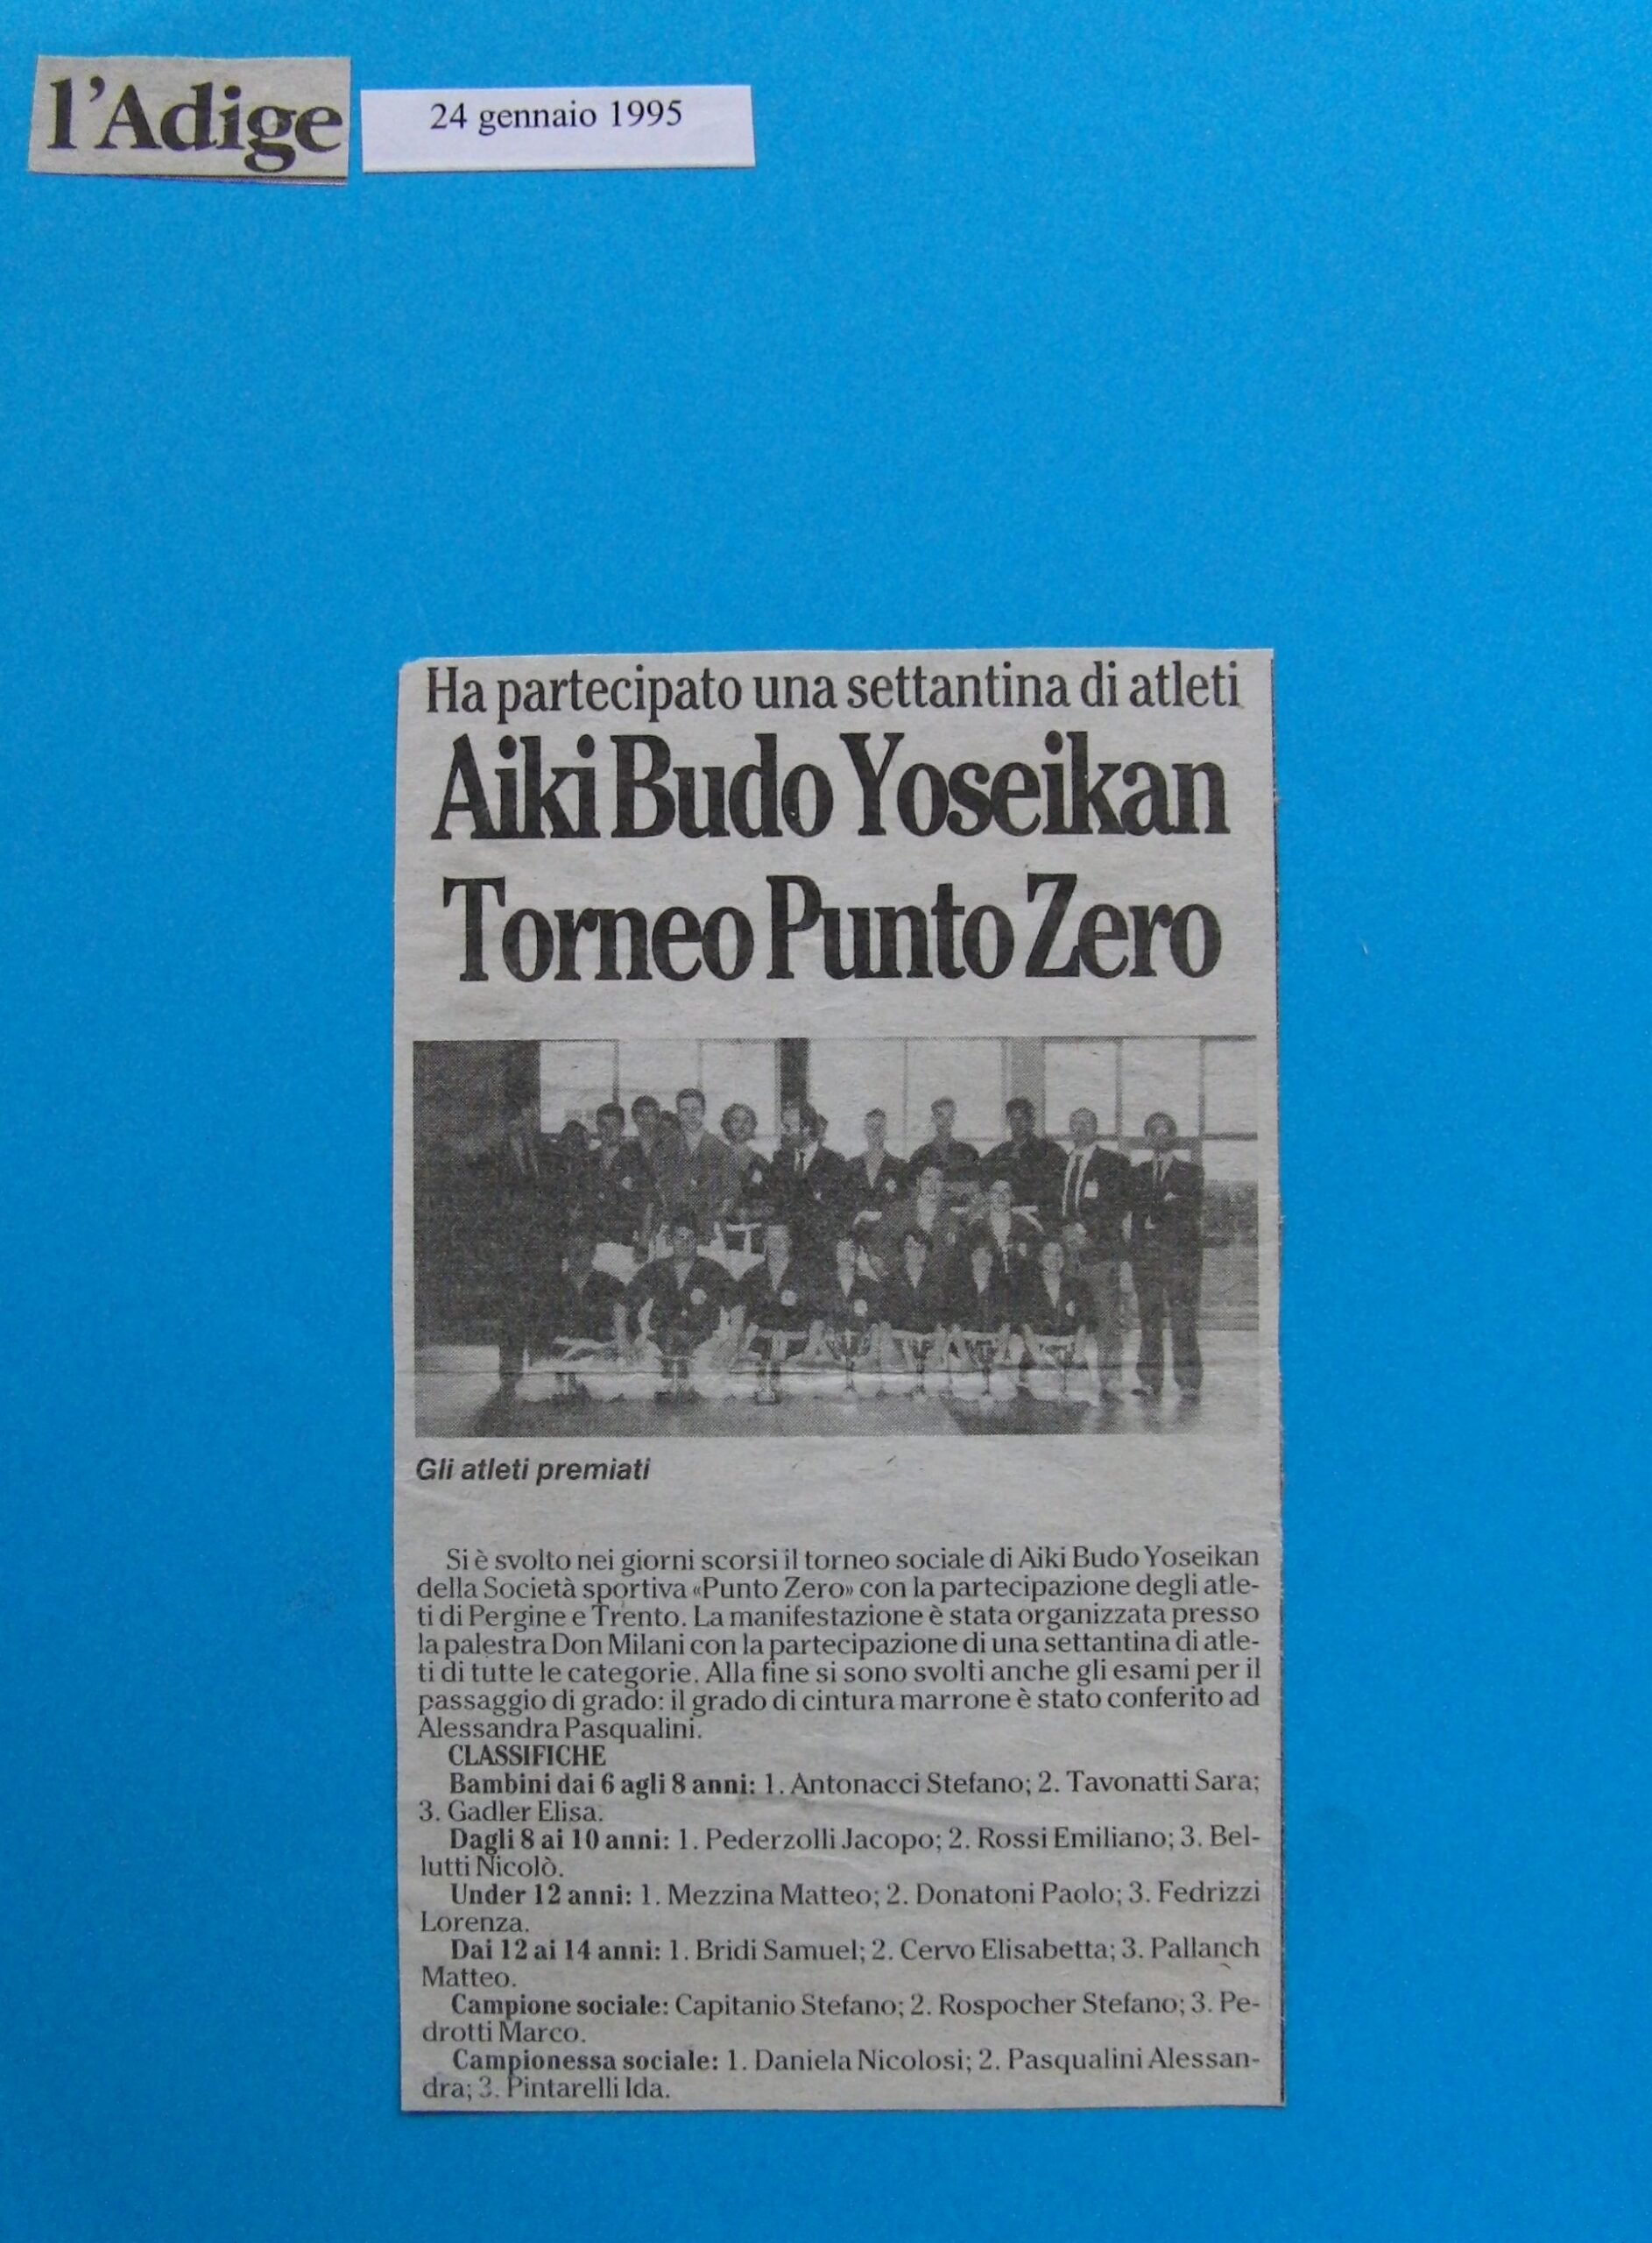 l'Adige
24 gennaio 1995
Ha partecipato una settantina di atleti
Aiki Budo Yoseikan
Torneo Punto Zero
Gli atleti premiati
Si è svolto nei giorni scorsi il torneo sociale di Aiki Budo Yoseikan
della Società sportiva «Punto Zero» con la partecipazione degli atle-
ti di Pergine e Trento. La manifestazione è stata organizzata presso
la palestra Don Milani con la partecipazione di una settantina di atle-
ti di tutte le categorie. Alla fine si sono svolti anche gli esami per il
passaggio di grado: il grado di cintura marrone è stato conferito ad
Alessandra Pasqualini.
CLASSIFICHE
Bambini dai 6 agli 8 anni: 1. Antonacci Stefano; 2. Tavonatti Sara;
3. Gadler Elisa.
Dagli 8 ai 10 anni: 1. Pederzolli Jacopo; 2. Rossi Emiliano; 3. Bel-
lutti Nicolò.
Under 12 anni: 1. Mezzina Matteo; 2. Donatoni Paolo; 3. Fedrizzi
Lorenza.
Dai 12 ai 14 anni: 1. Bridi Samuel; 2. Cervo Elisabetta; 3. Pallanch
Matteo.
Campione sociale: Capitanio Stefano; 2. Rospocher Stefano; 3. Pe-
drotti Marco.
Campionessa sociale: 1. Daniela Nicolosi; 2. Pasqualini Alessan-
dra; 3. Pintarelli Ida.